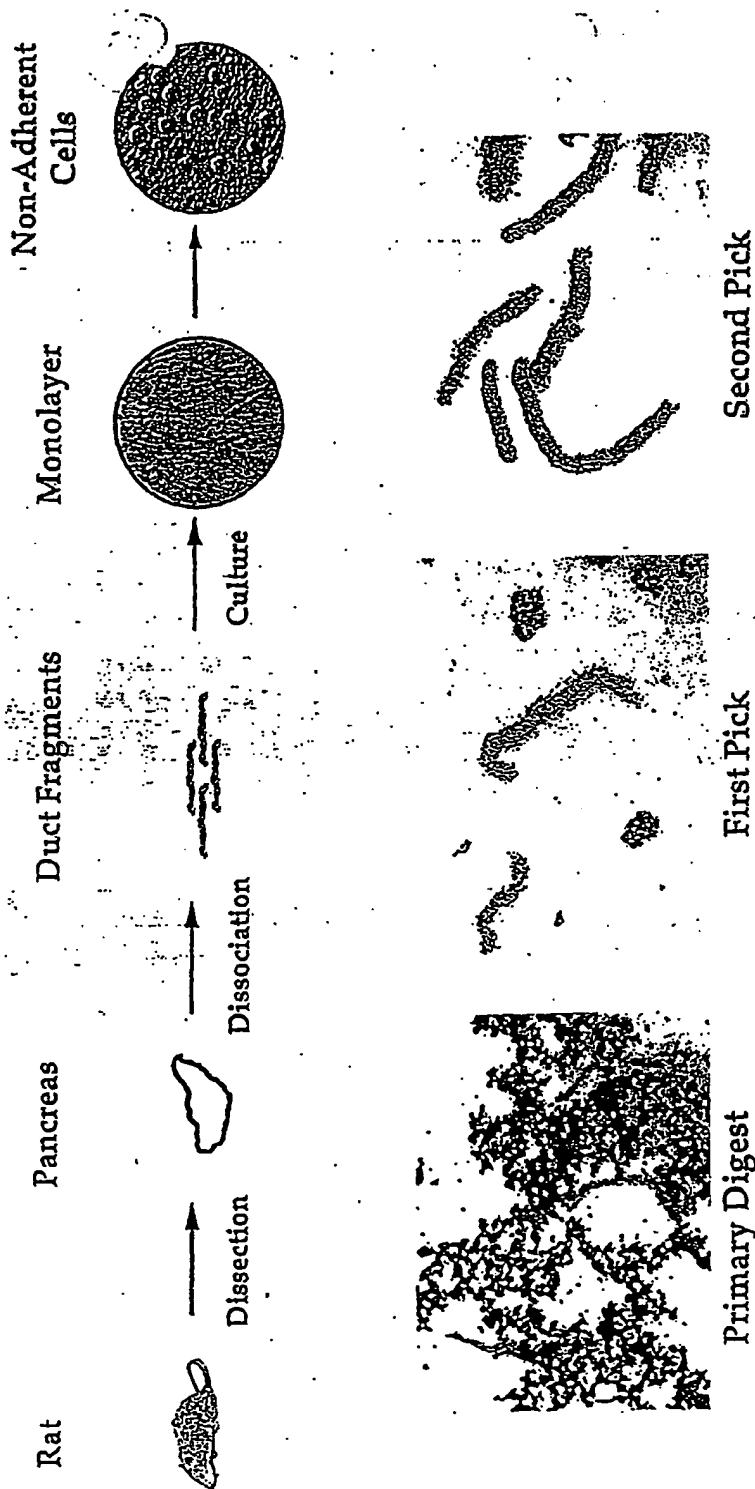 Rat
Pancreas
Duct Fragments
Monolayer
Non-Adherent
Cells
Dissection
Dissociation
Culture
Primary Digest
First Pick
Second Pick